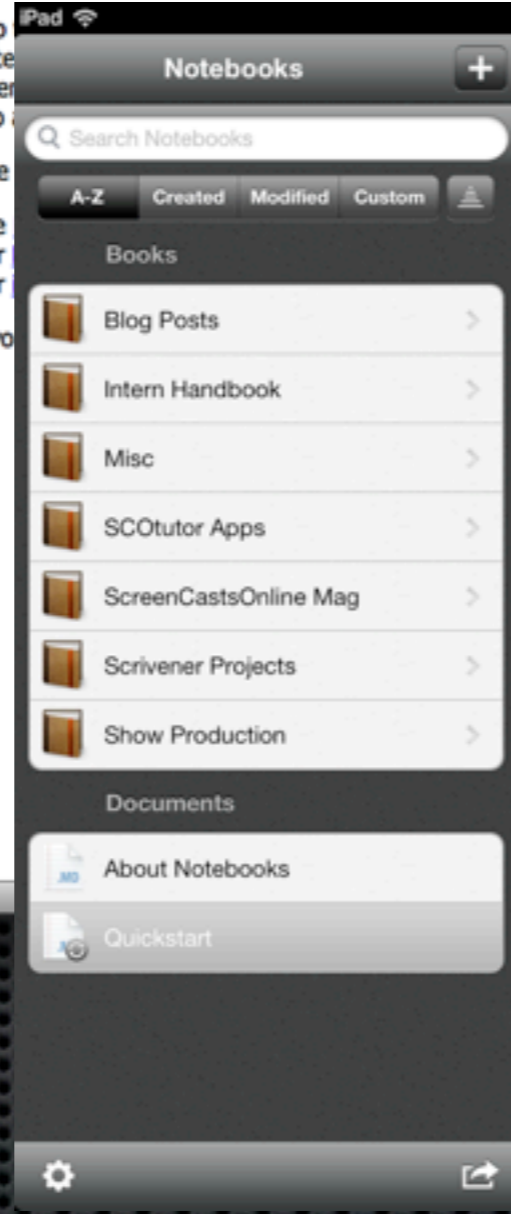 iPad
Notebooks
+
Search Notebooks
A-Z Created Modified Custom
Books
Blog Posts
Intern Handbook
Misc
SCOtutor Apps
ScreenCastsOnline Mag
Scrivener Projects
Show Production
Documents
.MD About Notebooks
Quickstart